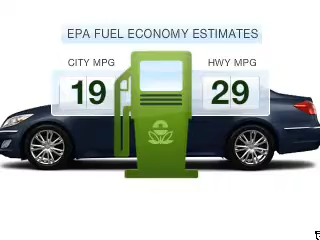 EPA FUEL ECONOMY ESTIMATES
CITY MPG
HWY MPG
19
29